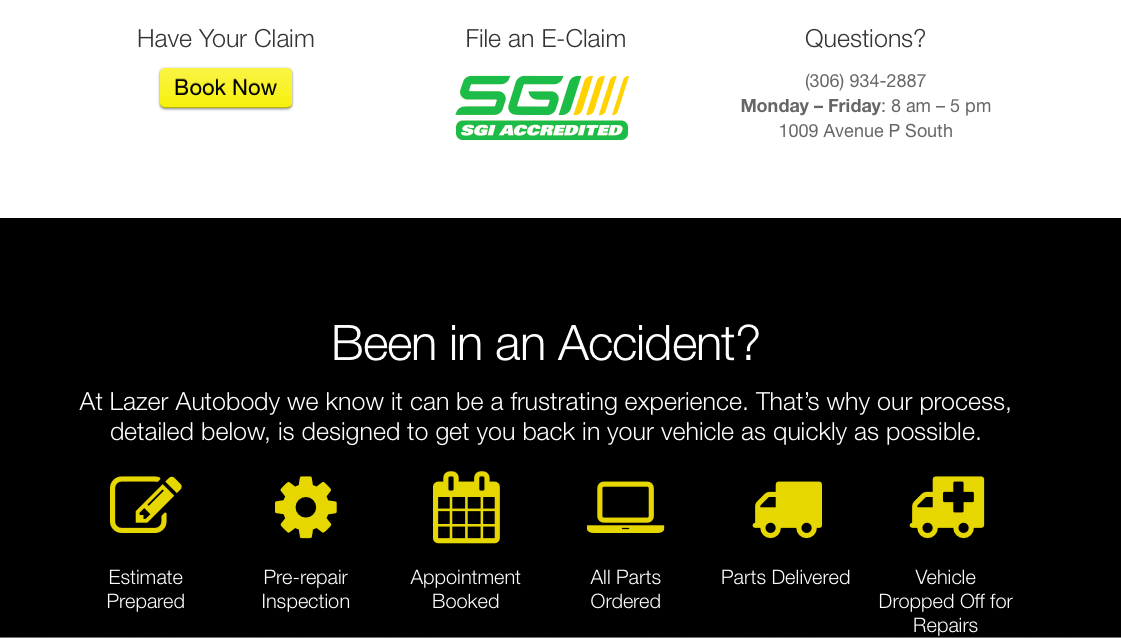 Have Your Claim
Book Now
File an E-Claim
SGI
SGI ACCREDITED
Questions?
(306) 934-2887
Monday – Friday: 8 am – 5 pm
1009 Avenue P South
Been in an Accident?
At Lazer Autobody we know it can be a frustrating experience. That’s why our process,
detailed below, is designed to get you back in your vehicle as quickly as possible.
Estimate
Prepared
Pre-repair
Inspection
Appointment
Booked
All Parts
Ordered
Parts Delivered
Vehicle
Dropped Off for
Repairs